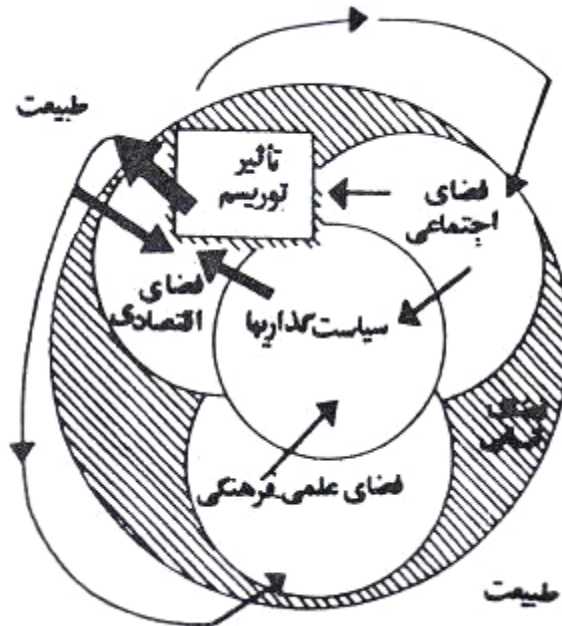 طبیعت
تأثیر
توریسم
فضای
اجتماعی
فضای
اقتصادی
سیاست‌گذاریها
فضای علمی‌فرهنگی
طبیعت